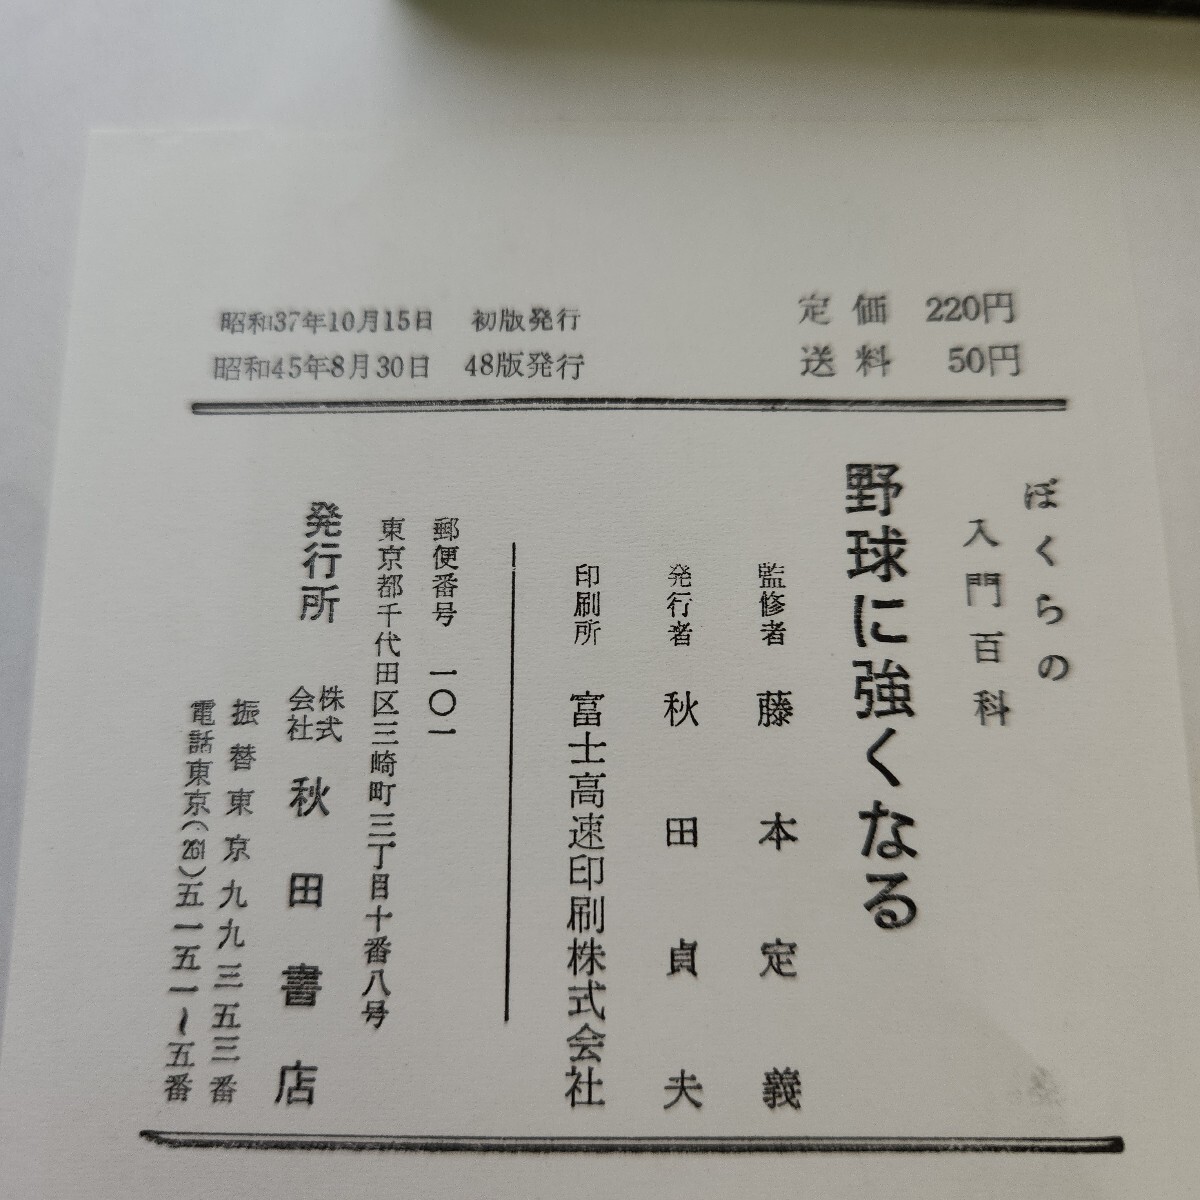 昭和37年10月15日 初版発行
昭和45年8月30日 48版発行
定価 220円
送料 50円
ぼくらの
入門百科
野球に強くなる
監修者 藤本定義
発行者 秋田貞夫
印刷所 富士高速印刷株式会社
郵便番号 一〇一
東京都千代田区三崎町三丁目十番八号
発行所 株式会社 秋田書店
振替東京九九三五三番
電話東京(261)五一五一〜五番